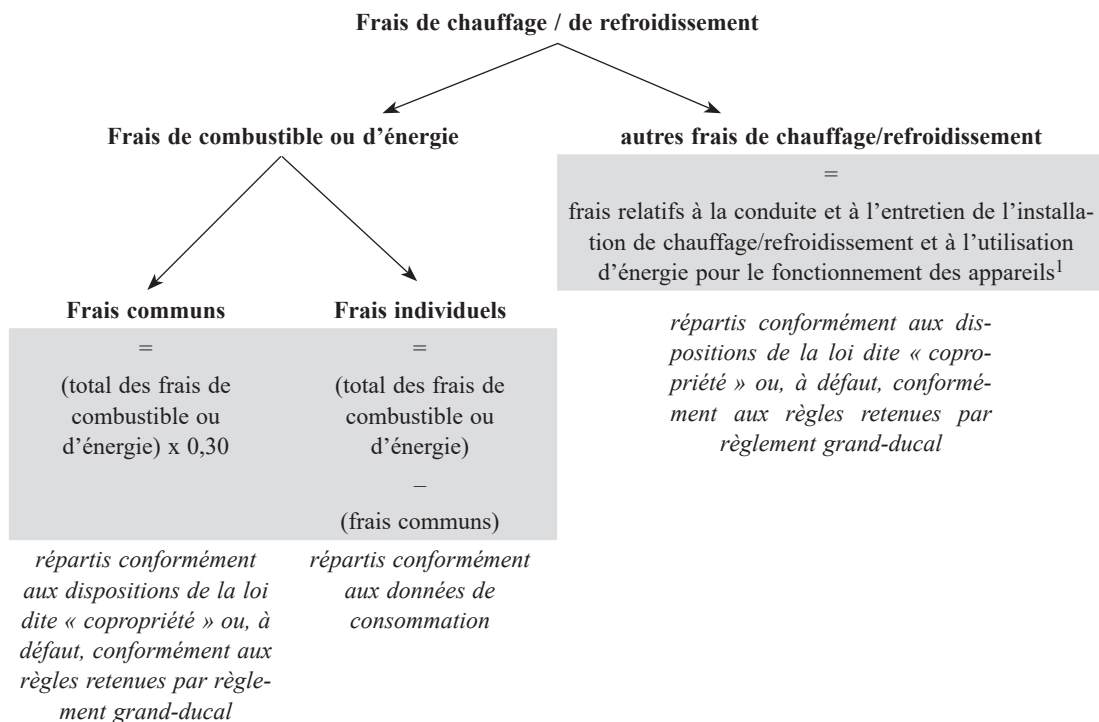 Frais de chauffage / de refroidissement
Frais de combustible ou d'énergie
autres frais de chauffage/refroidissement
=
frais relatifs à la conduite et à l'entretien de l'installa-
tion de chauffage/refroidissement et à l'utilisation
d'énergie pour le fonctionnement des appareils1
répartis conformément aux dis-
positions de la loi dite « copro-
priété » ou, à défaut, conformé-
ment aux règles retenues par
règlement grand-ducal
Frais communs
=
(total des frais de
combustible ou
d'énergie) x 0,30
répartis conformément
aux dispositions de la loi
dite « copropriété » ou, à
défaut, conformément aux
règles retenues par règle-
ment grand-ducal
Frais individuels
=
(total des frais de
combustible ou
d'énergie)
–
(frais communs)
répartis conformément
aux données de
consommation